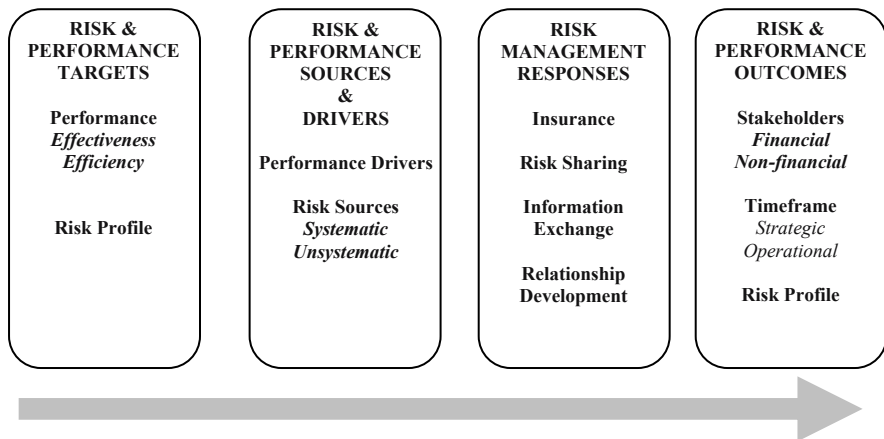 RISK &
PERFORMANCE
TARGETS
Performance
Effectiveness
Efficiency
Risk Profile
RISK &
PERFORMANCE
SOURCES
&
DRIVERS
Performance Drivers
Risk Sources
Systematic
Unsystematic
RISK
MANAGEMENT
RESPONSES
Insurance
Risk Sharing
Information
Exchange
Relationship
Development
RISK &
PERFORMANCE
OUTCOMES
Stakeholders
Financial
Non-financial
Timeframe
Strategic
Operational
Risk Profile